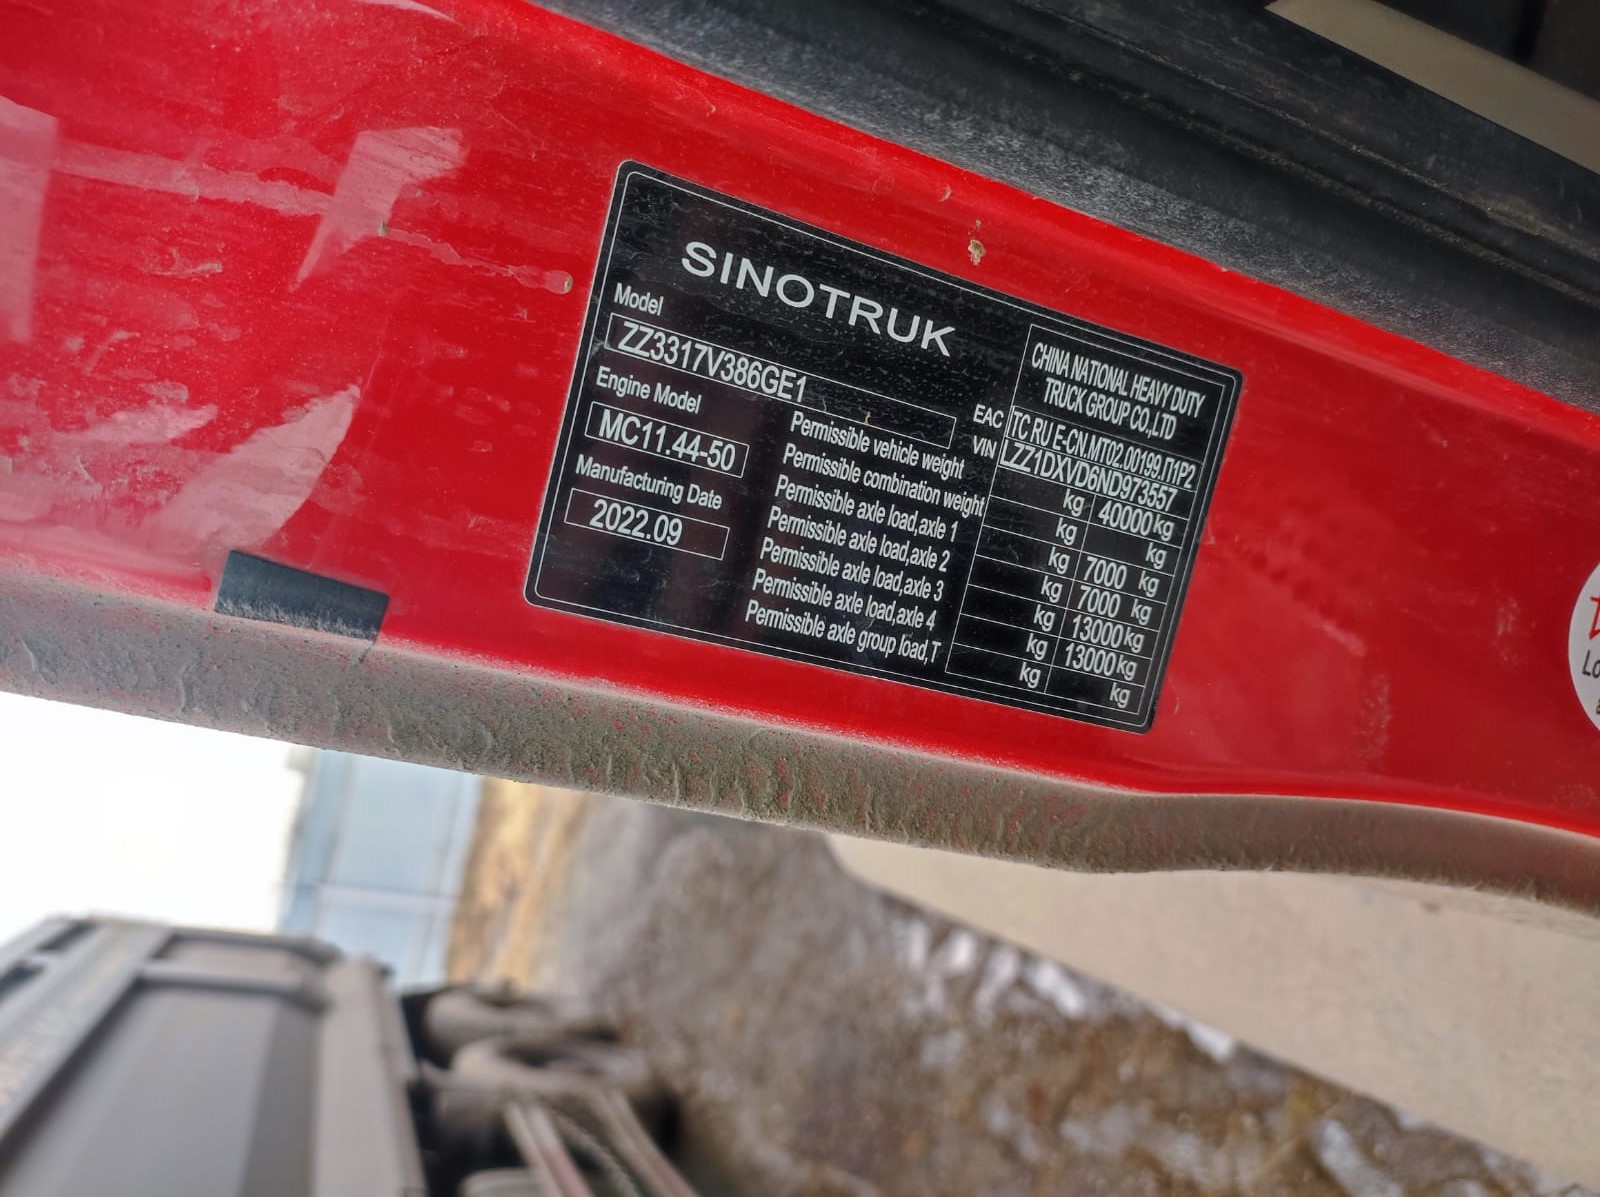 SINOTRUK
CHINA NATIONAL HEAVY DUTY
TRUCK GROUP CO.,LTD
Model
ZZ3317V386GE1
EAC TC RU E-CN.MT02.00199.П1P2
VIN LZZ1DXVD6ND973557
Engine Model
MC11.44-50
Manufacturing Date
2022.09
Permissible vehicle weight kg 40000 kg
Permissible combination weight kg kg
Permissible axle load,axle 1 kg 7000 kg
Permissible axle load,axle 2 kg 7000 kg
Permissible axle load,axle 3 kg 13000 kg
Permissible axle load,axle 4 kg 13000 kg
Permissible axle group load,T kg kg